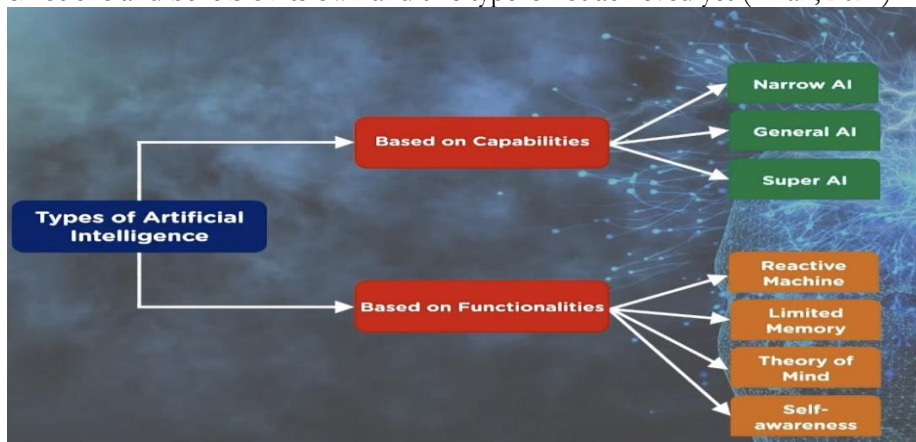 Types of Artificial
Intelligence
Based on Capabilities
Narrow AI
General AI
Super AI
Based on Functionalities
Reactive
Machine
Limited
Memory
Theory of
Mind
Self-
awareness